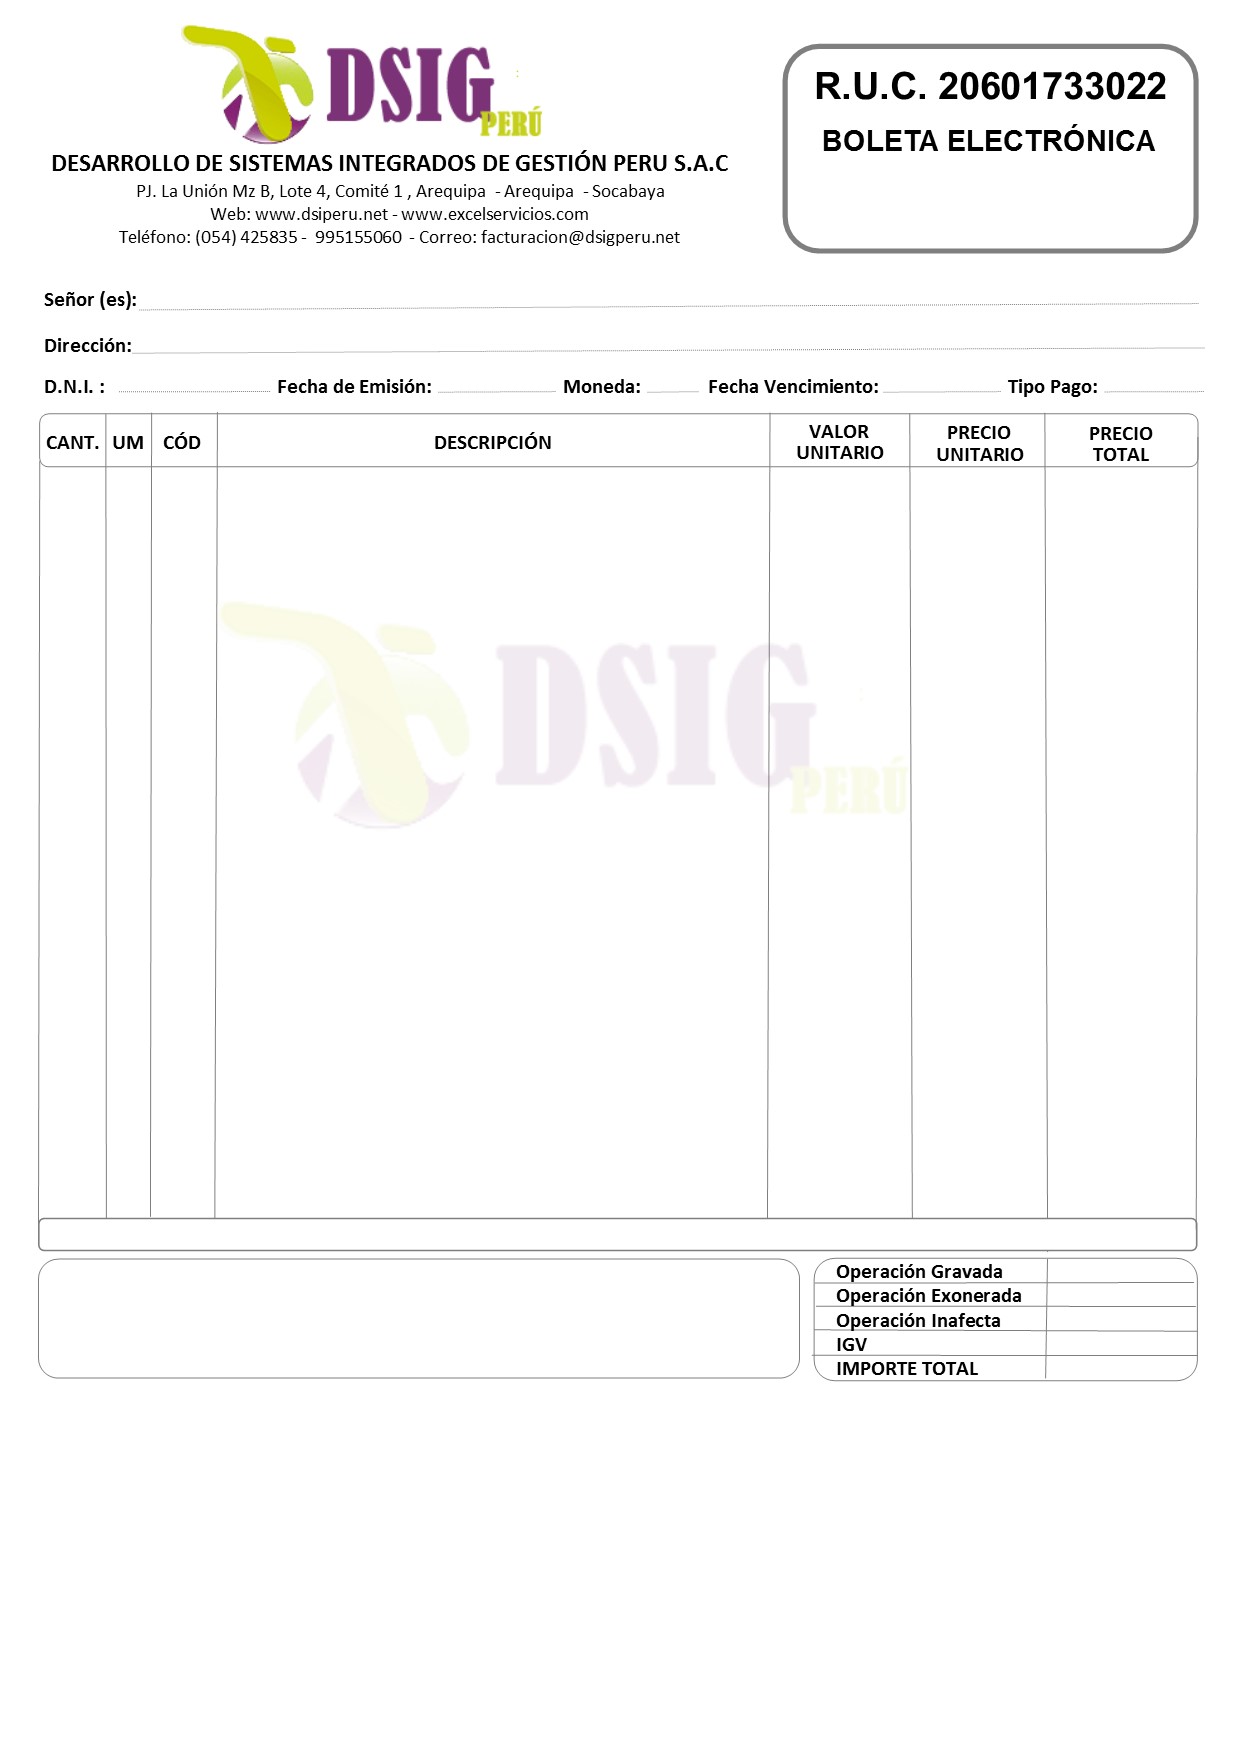 DSIG
PERÚ
R.U.C. 20601733022
BOLETA ELECTRÓNICA
DESARROLLO DE SISTEMAS INTEGRADOS DE GESTIÓN PERU S.A.C
PJ. La Unión Mz B, Lote 4, Comité 1 , Arequipa - Arequipa - Socabaya
Web: www.dsiperu.net - www.excelservicios.com
Teléfono: (054) 425835 - 995155060 - Correo: facturacion@dsigperu.net
Señor (es):
Dirección:
D.N.I. : Fecha de Emisión: Moneda: Fecha Vencimiento: Tipo Pago:
CANT. UM CÓD DESCRIPCIÓN VALOR UNITARIO PRECIO UNITARIO PRECIO TOTAL
DSIG
PERÚ
Operación Gravada
Operación Exonerada
Operación Inafecta
IGV
IMPORTE TOTAL